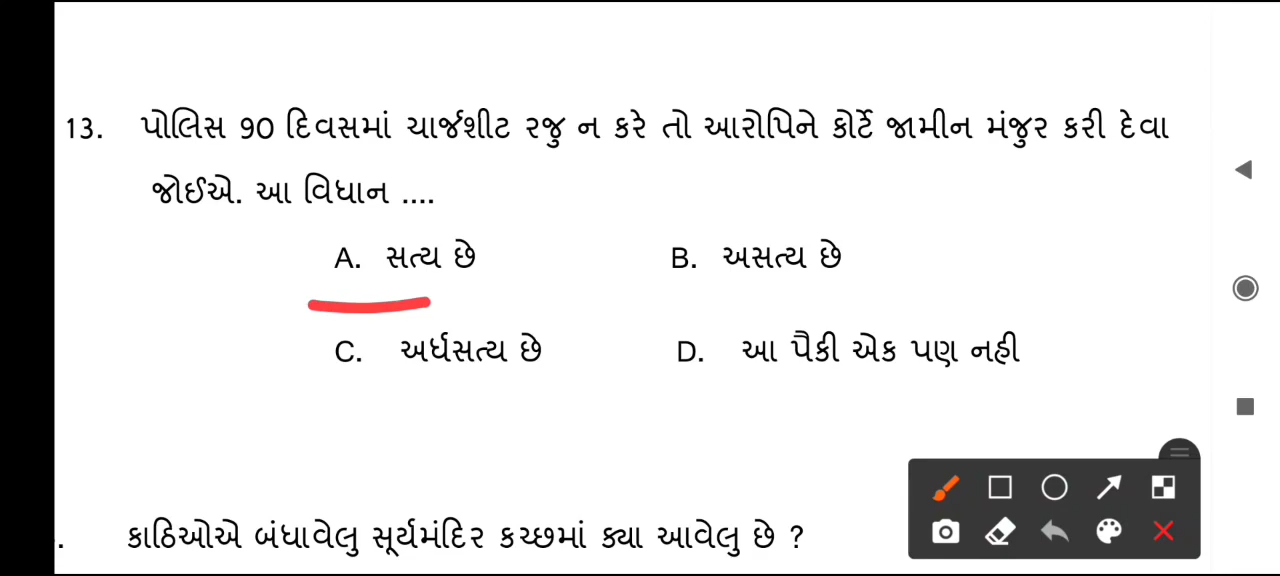 13. પોલિસ 90 દિવસમાં ચાર્જશીટ રજુ ન કરે તો આરોપિને કોર્ટે જામીન મંજુર કરી દેવા
જોઈએ. આ વિધાન ....
A. સત્ય છે B. અસત્ય છે
C. અર્ધસત્ય છે D. આ પૈકી એક પણ નહી
. કાઠિઓએ બંધાવેલુ સૂર્યમંદિર કચ્છમાં ક્યા આવેલુ છે ?